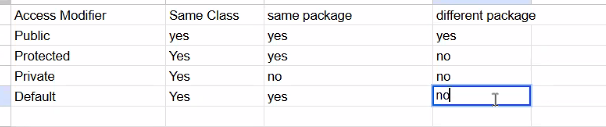 Access Modifier Same Class same package different package
Public yes yes yes
Protected Yes yes no
Private Yes no no
Default Yes yes no